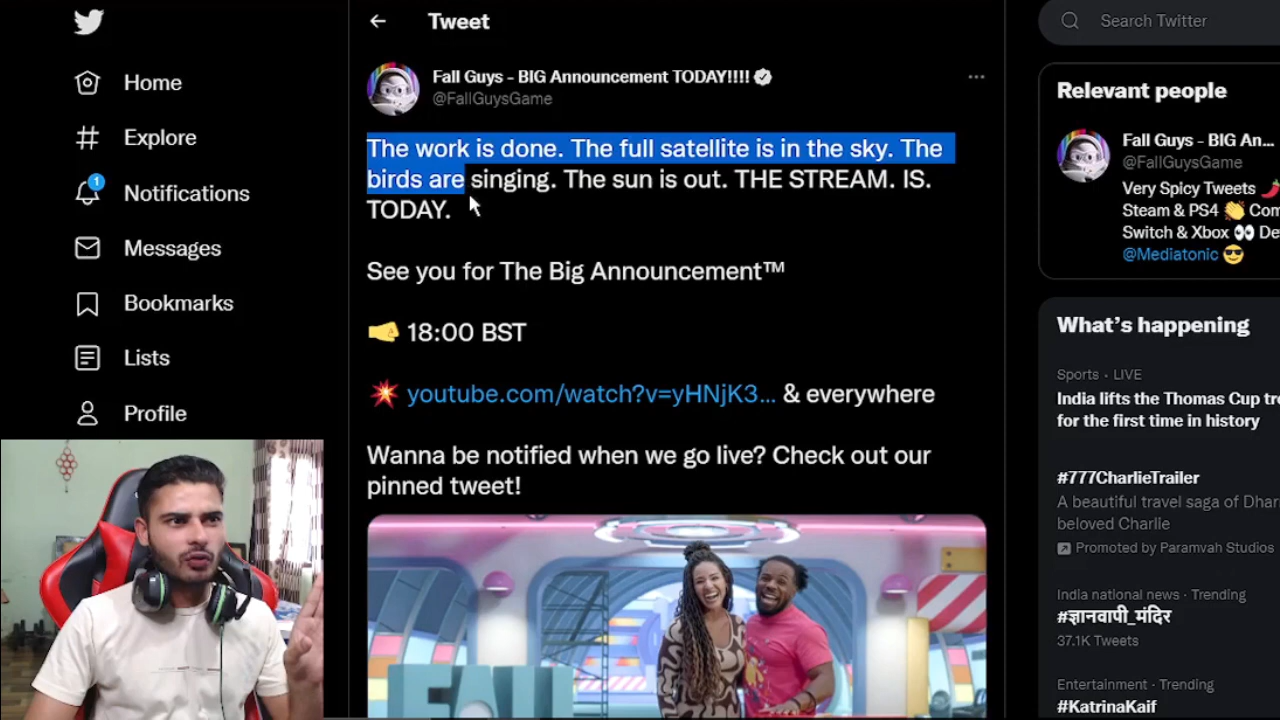 Home
Explore
1
Notifications
Messages
Bookmarks
Lists
Profile
Tweet
Fall Guys - BIG Announcement TODAY!!!!
@FallGuysGame
The work is done. The full satellite is in the sky. The
birds are singing. The sun is out. THE STREAM. IS.
TODAY.
See you for The Big Announcement™
🤜 18:00 BST
💥 youtube.com/watch?v=yHNjK3... & everywhere
Wanna be notified when we go live? Check out our
pinned tweet!
FALL
Search Twitter
Relevant people
Fall Guys - BIG An...
@FallGuysGame
Very Spicy Tweets 🌶
Steam & PS4 👏 Com
Switch & Xbox 👀 De
@Mediatonic 😎
What's happening
Sports · LIVE
India lifts the Thomas Cup tr
for the first time in history
#777CharlieTrailer
A beautiful travel saga of Dhar
beloved Charlie
Promoted by Paramvah Studios
India national news · Trending
#ज्ञानवापी_मंदिर
37.1K Tweets
Entertainment · Trending
#KatrinaKaif